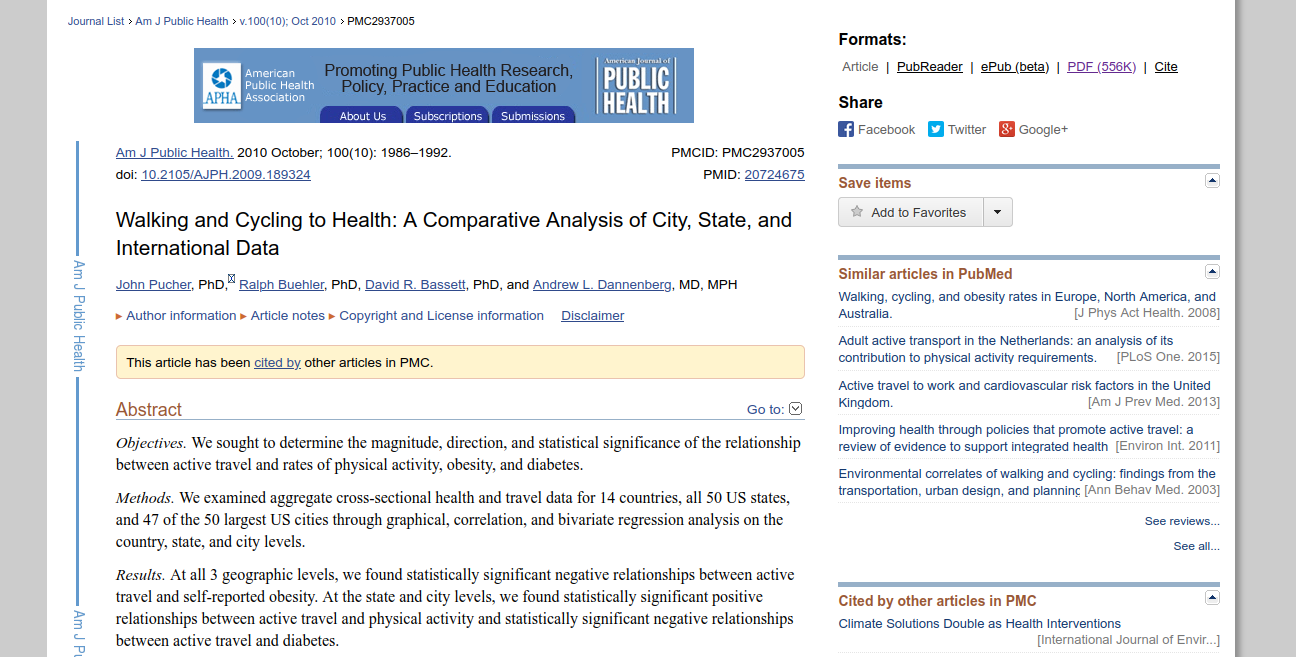 Journal List › Am J Public Health › v.100(10); Oct 2010 › PMC2937005
APHA
American
Public Health
Association
Promoting Public Health Research,
Policy, Practice and Education
About Us
Subscriptions
Submissions
American Journal of
PUBLIC
HEALTH
Am J Public Health. 2010 October; 100(10): 1986–1992.
PMCID: PMC2937005
doi: 10.2105/AJPH.2009.189324
PMID: 20724675
Walking and Cycling to Health: A Comparative Analysis of City, State, and
International Data
John Pucher, PhD, Ralph Buehler, PhD, David R. Bassett, PhD, and Andrew L. Dannenberg, MD, MPH
▸ Author information ▸ Article notes ▸ Copyright and License information Disclaimer
This article has been cited by other articles in PMC.
Abstract
Go to:
Objectives. We sought to determine the magnitude, direction, and statistical significance of the relationship
between active travel and rates of physical activity, obesity, and diabetes.
Methods. We examined aggregate cross-sectional health and travel data for 14 countries, all 50 US states,
and 47 of the 50 largest US cities through graphical, correlation, and bivariate regression analysis on the
country, state, and city levels.
Results. At all 3 geographic levels, we found statistically significant negative relationships between active
travel and self-reported obesity. At the state and city levels, we found statistically significant positive
relationships between active travel and physical activity and statistically significant negative relationships
between active travel and diabetes.
Am J Public Health
Am J Pu
Formats:
Article | PubReader | ePub (beta) | PDF (556K) | Cite
Share
Facebook Twitter Google+
Save items
Add to Favorites
Similar articles in PubMed
Walking, cycling, and obesity rates in Europe, North America, and
Australia. [J Phys Act Health. 2008]
Adult active transport in the Netherlands: an analysis of its
contribution to physical activity requirements. [PLoS One. 2015]
Active travel to work and cardiovascular risk factors in the United
Kingdom. [Am J Prev Med. 2013]
Improving health through policies that promote active travel: a
review of evidence to support integrated health [Environ Int. 2011]
Environmental correlates of walking and cycling: findings from the
transportation, urban design, and planning [Ann Behav Med. 2003]
See reviews...
See all...
Cited by other articles in PMC
Climate Solutions Double as Health Interventions
[International Journal of Envir...]